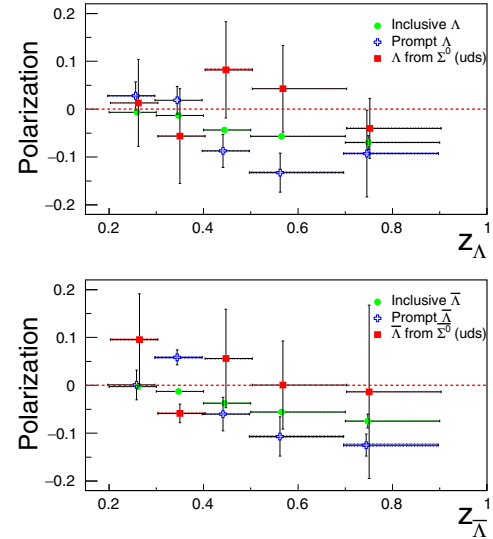 0.2
0.1
0
−0.1
−0.2
Polarization
Inclusive Λ
Prompt Λ
Λ from Σ⁰ (uds)
0.2 0.4 0.6 0.8 1
z_Λ
0.2
0.1
0
−0.1
−0.2
Polarization
Inclusive Λ̅
Prompt Λ̅
Λ̅ from Σ̅⁰ (uds)
0.2 0.4 0.6 0.8 1
z_Λ̅